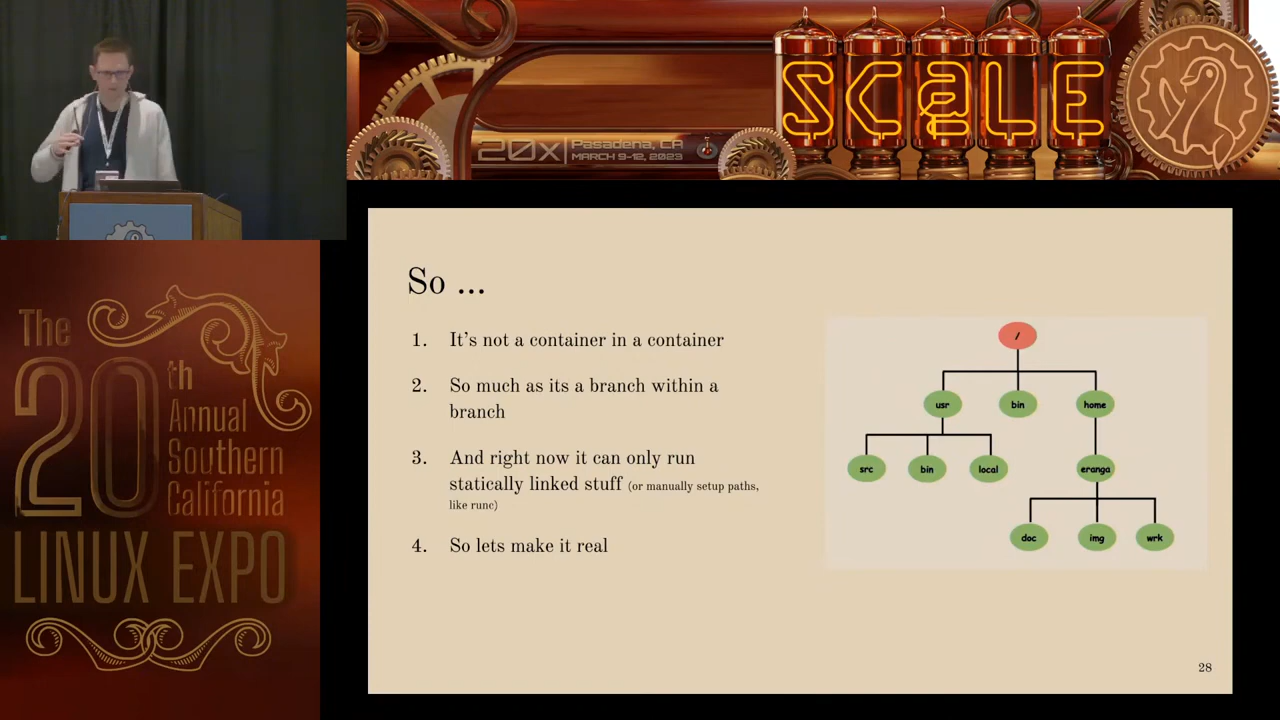 SCaLE
20x
Pasadena, CA
MARCH 9-12, 2023
The
20th
Annual
Southern
California
LINUX EXPO
So ...
1. It's not a container in a container
2. So much as its a branch within a
branch
3. And right now it can only run
statically linked stuff (or manually setup paths,
like runc)
4. So lets make it real
/
usr bin home
src bin local eranga
doc img wrk
28